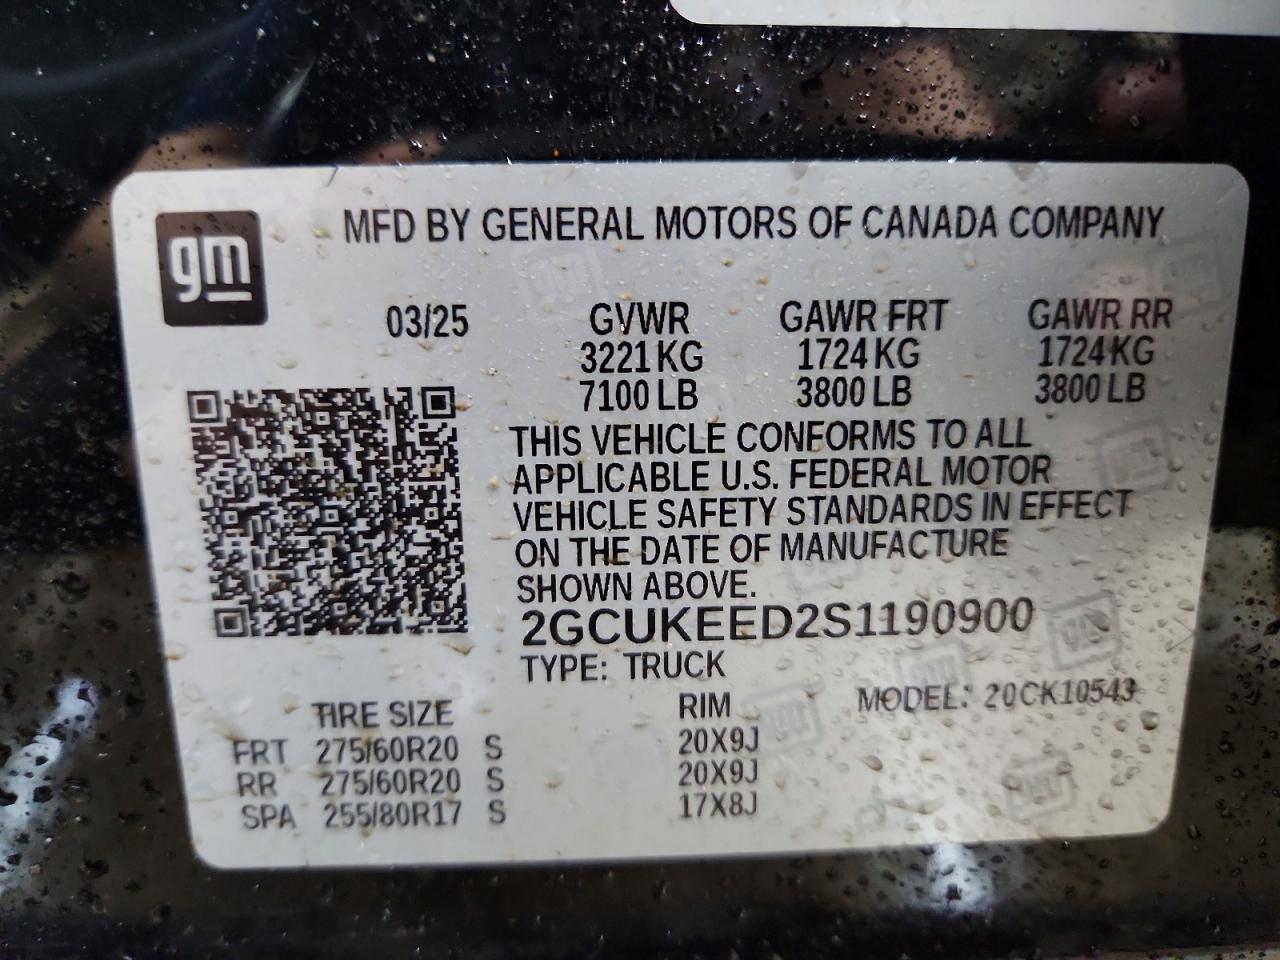 gm
MFD BY GENERAL MOTORS OF CANADA COMPANY
03/25 GVWR GAWR FRT GAWR RR
3221 KG 1724 KG 1724 KG
7100 LB 3800 LB 3800 LB
THIS VEHICLE CONFORMS TO ALL
APPLICABLE U.S. FEDERAL MOTOR
VEHICLE SAFETY STANDARDS IN EFFECT
ON THE DATE OF MANUFACTURE
SHOWN ABOVE.
2GCUKEED2S1190900
TYPE: TRUCK
MODEL: 20CK10543
TIRE SIZE RIM
FRT 275/60R20 S 20X9J
RR 275/60R20 S 20X9J
SPA 255/80R17 S 17X8J